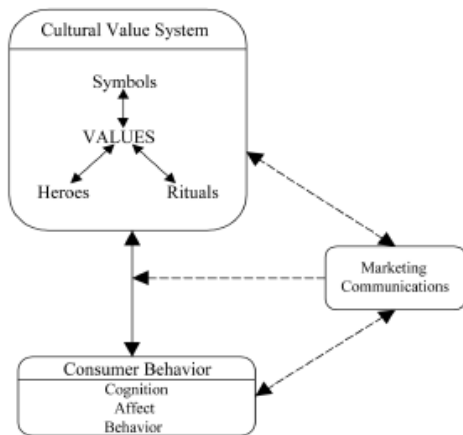 Cultural Value System
Symbols
VALUES
Heroes Rituals
Marketing
Communications
Consumer Behavior
Cognition
Affect
Behavior